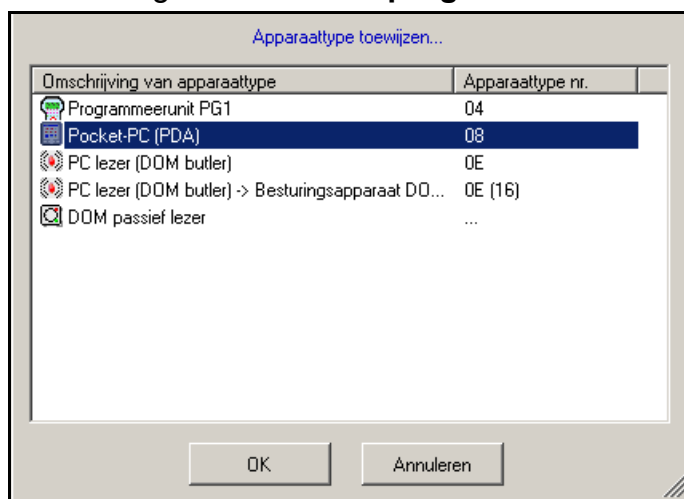 Apparaattype toewijzen...
Omschrijving van apparaattype Apparaattype nr.
Programmeerunit PG1 04
Pocket-PC (PDA) 08
PC lezer (DOM butler) 0E
PC lezer (DOM butler) -> Besturingsapparaat DO... 0E (16)
DOM passief lezer ...
OK Annuleren